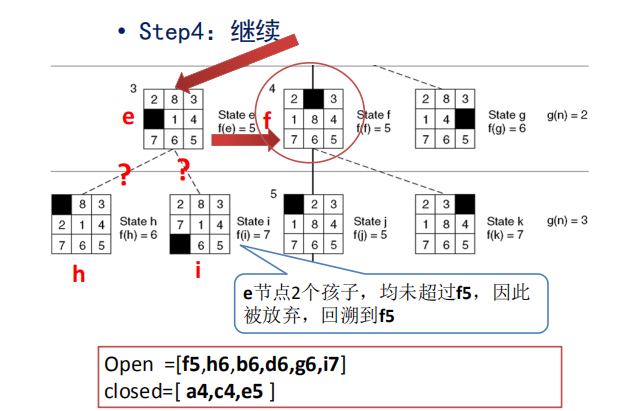 • Step4：继续
3
4
2 8 3
2 3
2 8 3
e
1 4
State e
f
1 8 4
State f
1 4
State g
g(n) = 2
f(e) = 5
f(f) = 5
f(g) = 6
7 6 5
7 6 5
7 6 5
? ?
5
8 3
2 8 3
2 3
2 3
2 1 4
State h
7 1 4
State i
1 8 4
State j
1 8 4
State k
g(n) = 3
f(h) = 6
f(i) = 7
f(j) = 5
f(k) = 7
7 6 5
6 5
7 6 5
7 6 5
h
i
e节点2个孩子，均未超过f5，因此
被放弃，回溯到f5
Open =[f5,h6,b6,d6,g6,i7]
closed=[ a4,c4,e5 ]